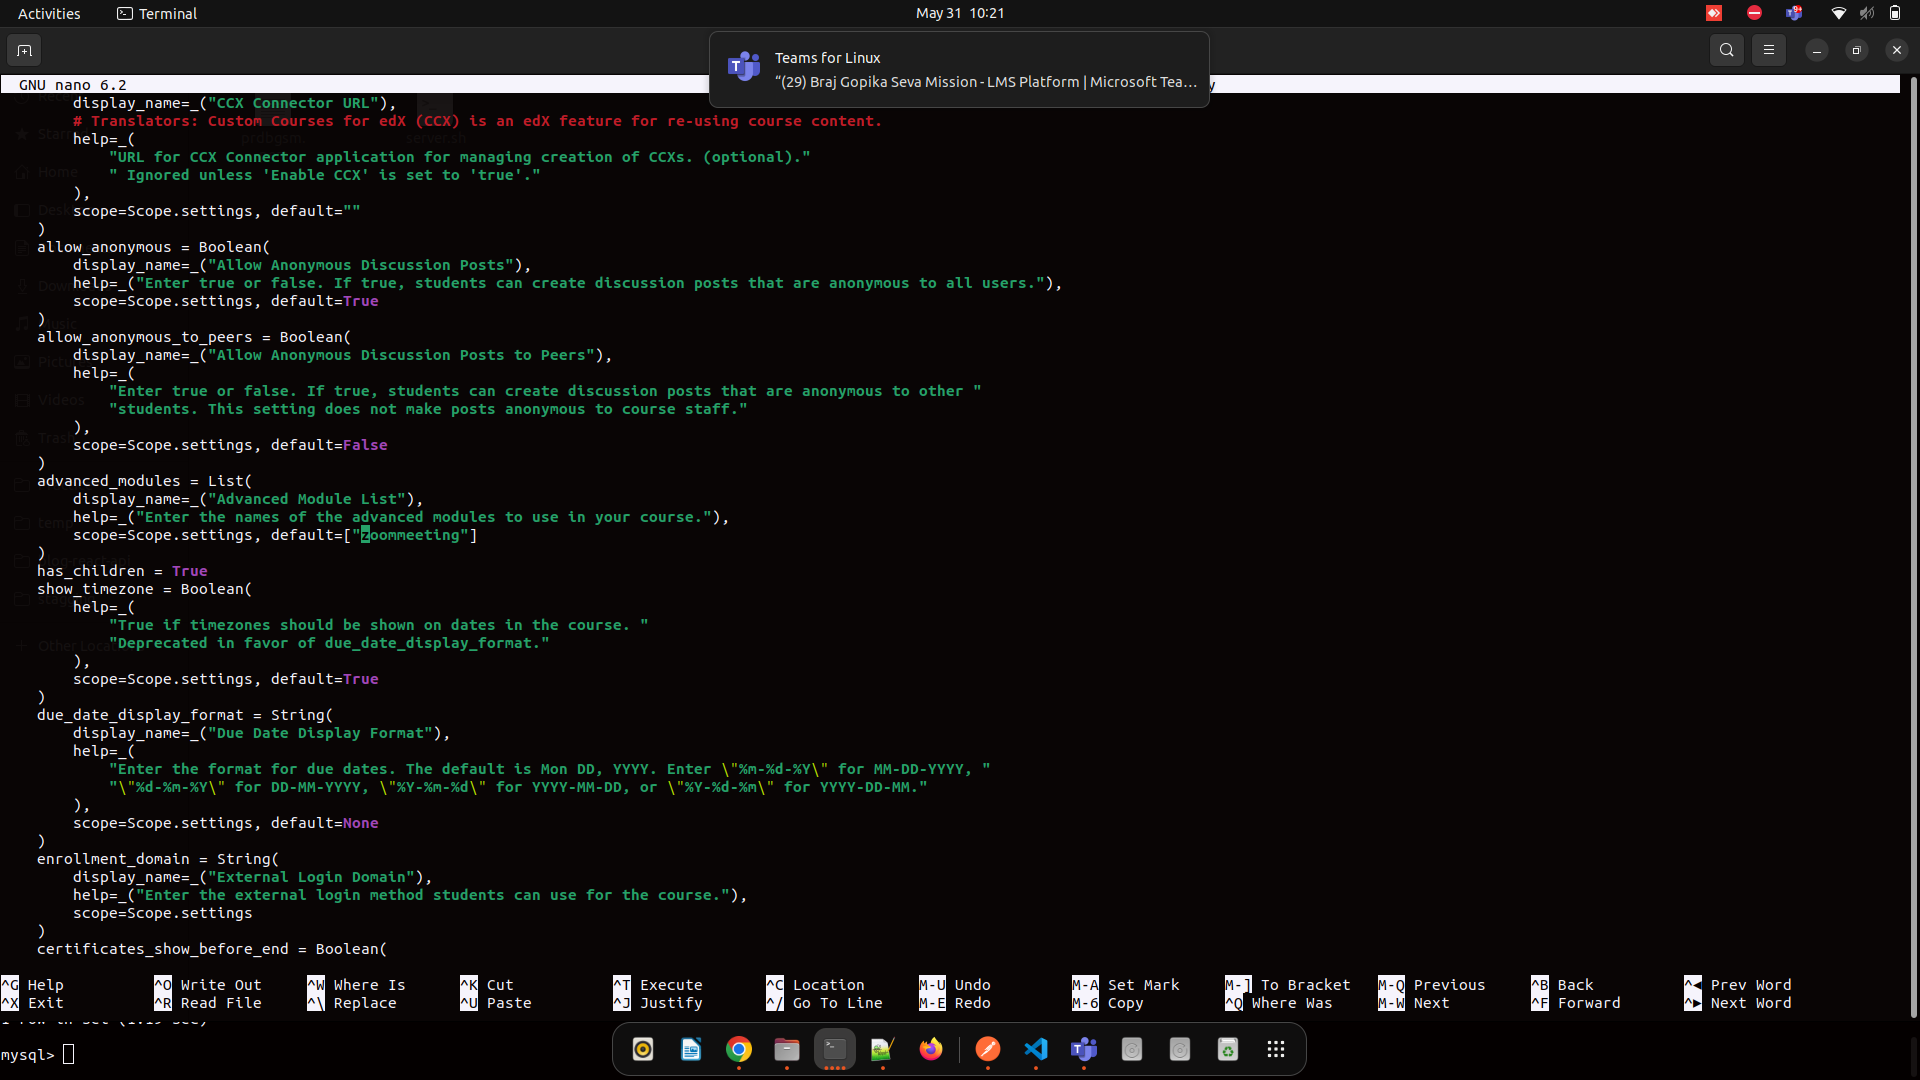 Activities
Terminal
May 31 10:21
Teams for Linux
“(29) Braj Gopika Seva Mission - LMS Platform | Microsoft Tea…
GNU nano 6.2
    display_name=_("CCX Connector URL"),
    # Translators: Custom Courses for edX (CCX) is an edX feature for re-using course content.
    help=_(
        "URL for CCX Connector application for managing creation of CCXs. (optional)."
        " Ignored unless 'Enable CCX' is set to 'true'."
    ),
    scope=Scope.settings, default=""
)
allow_anonymous = Boolean(
    display_name=_("Allow Anonymous Discussion Posts"),
    help=_("Enter true or false. If true, students can create discussion posts that are anonymous to all users."),
    scope=Scope.settings, default=True
)
allow_anonymous_to_peers = Boolean(
    display_name=_("Allow Anonymous Discussion Posts to Peers"),
    help=_(
        "Enter true or false. If true, students can create discussion posts that are anonymous to other "
        "students. This setting does not make posts anonymous to course staff."
    ),
    scope=Scope.settings, default=False
)
advanced_modules = List(
    display_name=_("Advanced Module List"),
    help=_("Enter the names of the advanced modules to use in your course."),
    scope=Scope.settings, default=["zoommeeting"]
)
has_children = True
show_timezone = Boolean(
    help=_(
        "True if timezones should be shown on dates in the course. "
        "Deprecated in favor of due_date_display_format."
    ),
    scope=Scope.settings, default=True
)
due_date_display_format = String(
    display_name=_("Due Date Display Format"),
    help=_(
        "Enter the format for due dates. The default is Mon DD, YYYY. Enter \"%m-%d-%Y\" for MM-DD-YYYY, "
        "\"%d-%m-%Y\" for DD-MM-YYYY, \"%Y-%m-%d\" for YYYY-MM-DD, or \"%Y-%d-%m\" for YYYY-DD-MM."
    ),
    scope=Scope.settings, default=None
)
enrollment_domain = String(
    display_name=_("External Login Domain"),
    help=_("Enter the external login method students can use for the course."),
    scope=Scope.settings
)
certificates_show_before_end = Boolean(
^G Help ^O Write Out ^W Where Is ^K Cut ^T Execute ^C Location M-U Undo M-A Set Mark M-] To Bracket M-Q Previous ^B Back ^◂ Prev Word
^X Exit ^R Read File ^\ Replace ^U Paste ^J Justify ^/ Go To Line M-E Redo M-6 Copy ^Q Where Was M-W Next ^F Forward ^▸ Next Word
mysql>